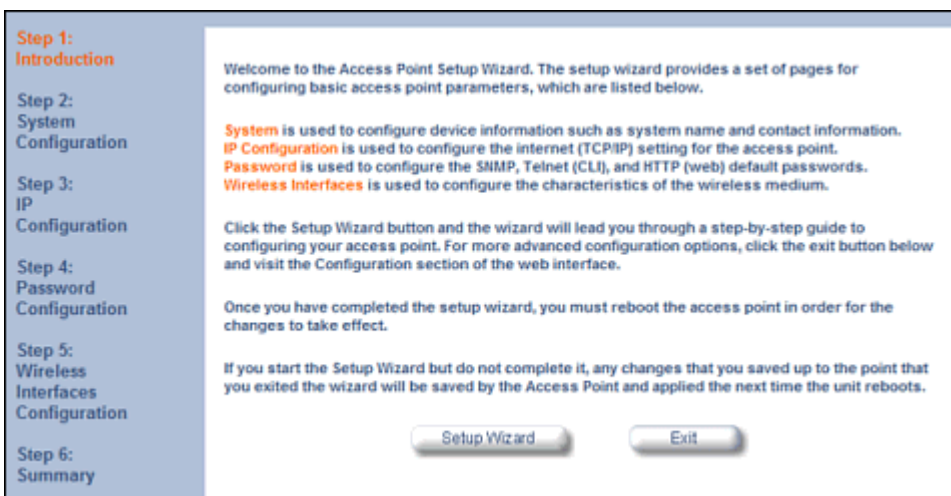 Step 1:
Introduction
Step 2:
System
Configuration
Step 3:
IP
Configuration
Step 4:
Password
Configuration
Step 5:
Wireless
Interfaces
Configuration
Step 6:
Summary
Welcome to the Access Point Setup Wizard. The setup wizard provides a set of pages for
configuring basic access point parameters, which are listed below.
System is used to configure device information such as system name and contact information.
IP Configuration is used to configure the internet (TCP/IP) setting for the access point.
Password is used to configure the SNMP, Telnet (CLI), and HTTP (web) default passwords.
Wireless Interfaces is used to configure the characteristics of the wireless medium.
Click the Setup Wizard button and the wizard will lead you through a step-by-step guide to
configuring your access point. For more advanced configuration options, click the exit button below
and visit the Configuration section of the web interface.
Once you have completed the setup wizard, you must reboot the access point in order for the
changes to take effect.
If you start the Setup Wizard but do not complete it, any changes that you saved up to the point that
you exited the wizard will be saved by the Access Point and applied the next time the unit reboots.
Setup Wizard
Exit